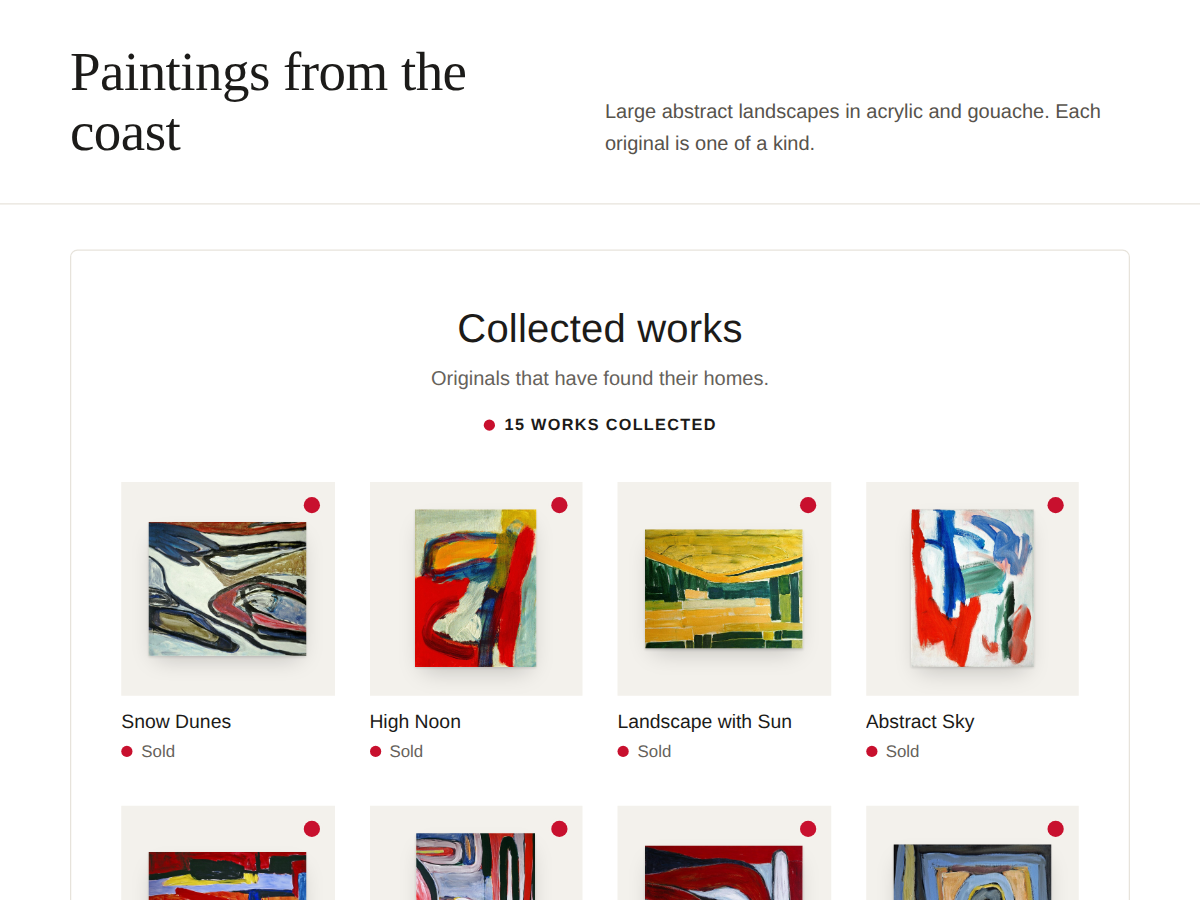 Paintings from the
coast
Large abstract landscapes in acrylic and gouache. Each
original is one of a kind.
Collected works
Originals that have found their homes.
15 WORKS COLLECTED
Snow Dunes
Sold
High Noon
Sold
Landscape with Sun
Sold
Abstract Sky
Sold